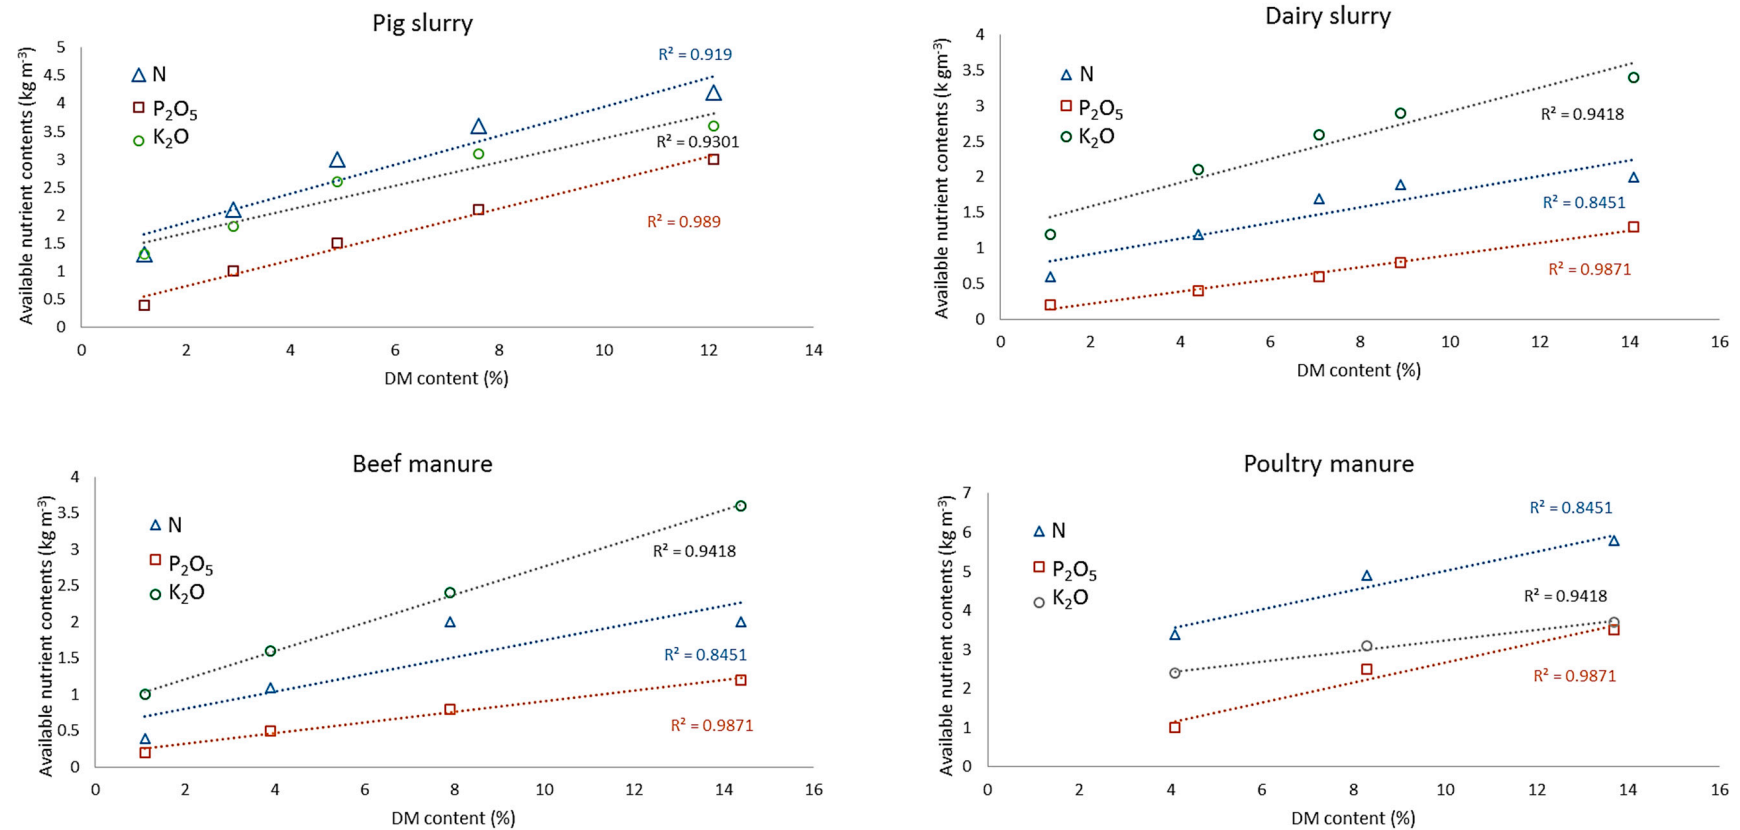 Pig slurry
Available nutrient contents (kg m⁻³)
5
4.5
4
3.5
3
2.5
2
1.5
1
0.5
0
N
P₂O₅
K₂O
R² = 0.919
R² = 0.9301
R² = 0.989
0 2 4 6 8 10 12 14
DM content (%)
Dairy slurry
Available nutrient contents (k gm⁻³)
4
3.5
3
2.5
2
1.5
1
0.5
0
N
P₂O₅
K₂O
R² = 0.9418
R² = 0.8451
R² = 0.9871
0 2 4 6 8 10 12 14 16
DM content (%)
Beef manure
Available nutrient contents (kg m⁻³)
4
3.5
3
2.5
2
1.5
1
0.5
0
N
P₂O₅
K₂O
R² = 0.9418
R² = 0.8451
R² = 0.9871
0 2 4 6 8 10 12 14 16
DM content (%)
Poultry manure
Available nutrient contents (kg m⁻³)
7
6
5
4
3
2
1
0
N
P₂O₅
K₂O
R² = 0.8451
R² = 0.9418
R² = 0.9871
0 2 4 6 8 10 12 14 16
DM content (%)